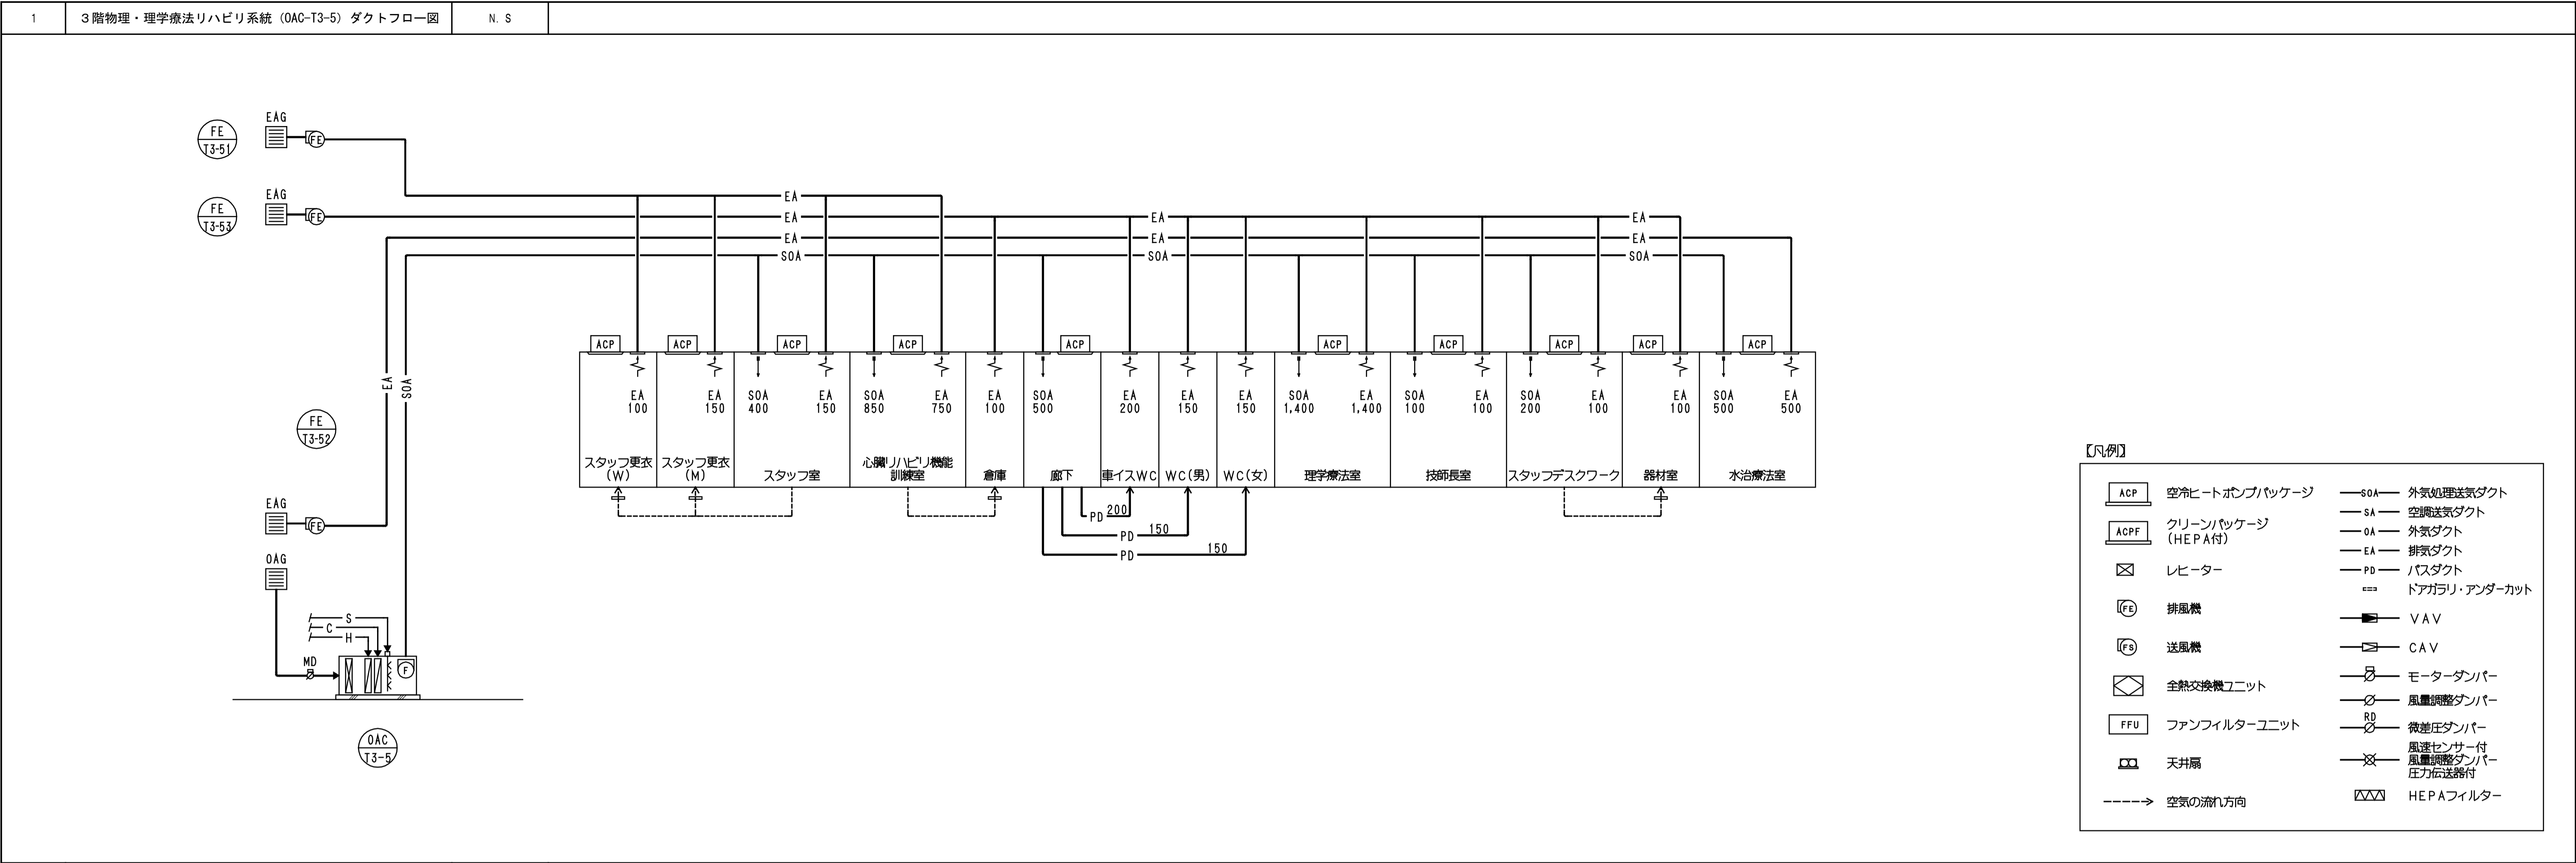 1 3階物理・理学療法リハビリ系統（OAC-T3-5）ダクトフロー図 N.S
EAG
FE
T3-51
FE
EAG
FE
T3-53
FE
EA
EA EA EA
EA EA EA
SOA SOA SOA
EA
SOA
FE
T3-52
EAG
FE
OAG
S
C
H
MD
F
OAC
T3-5
ACP ACP ACP ACP ACP ACP ACP ACP ACP ACP
EA
100
スタッフ更衣
(W)
EA
150
スタッフ更衣
(M)
SOA EA
400 150
スタッフ室
SOA EA
850 750
心臓リハビリ機能
訓練室
EA
100
倉庫
SOA
500
廊下
EA
200
車イスWC
EA
150
WC(男)
EA
150
WC(女)
SOA EA
1,400 1,400
理学療法室
SOA EA
100 100
技師長室
SOA EA
200 100
スタッフデスクワーク
EA
100
器材室
SOA EA
500 500
水治療法室
PD 200
PD 150
PD 150
【凡例】
ACP 空冷ヒートポンプパッケージ
ACPF クリーンパッケージ
(HEPA付)
レヒーター
FE 排風機
FS 送風機
全熱交換機ユニット
FFU ファンフィルターユニット
天井扇
空気の流れ方向
SOA 外気処理送気ダクト
SA 空調送気ダクト
OA 外気ダクト
EA 排気ダクト
PD パスダクト
ドアガラリ・アンダーカット
VAV
CAV
モーターダンパー
風量調整ダンパー
RD 微差圧ダンパー
風速センサー付
風量調整ダンパー
圧力伝送器付
HEPAフィルター